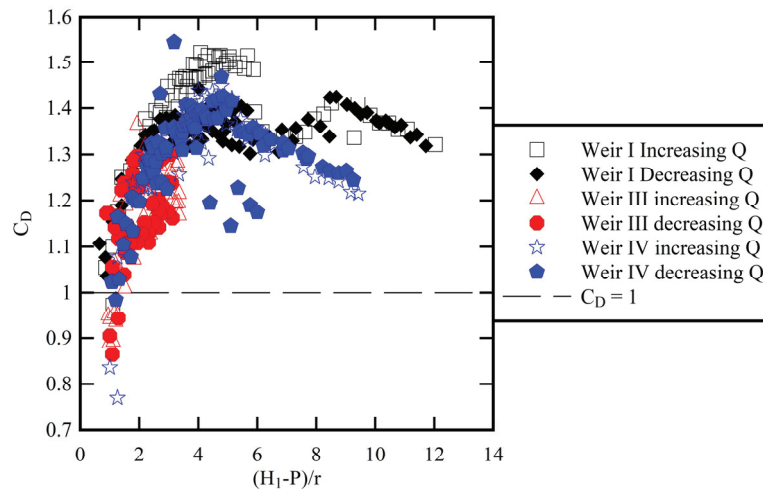 1.6
1.5
1.4
1.3
1.2
1.1
1
0.9
0.8
0.7
C_D
0 2 4 6 8 10 12 14
(H_1-P)/r
Weir I Increasing Q
Weir I Decreasing Q
Weir III increasing Q
Weir III decreasing Q
Weir IV increasing Q
Weir IV decreasing Q
C_D = 1